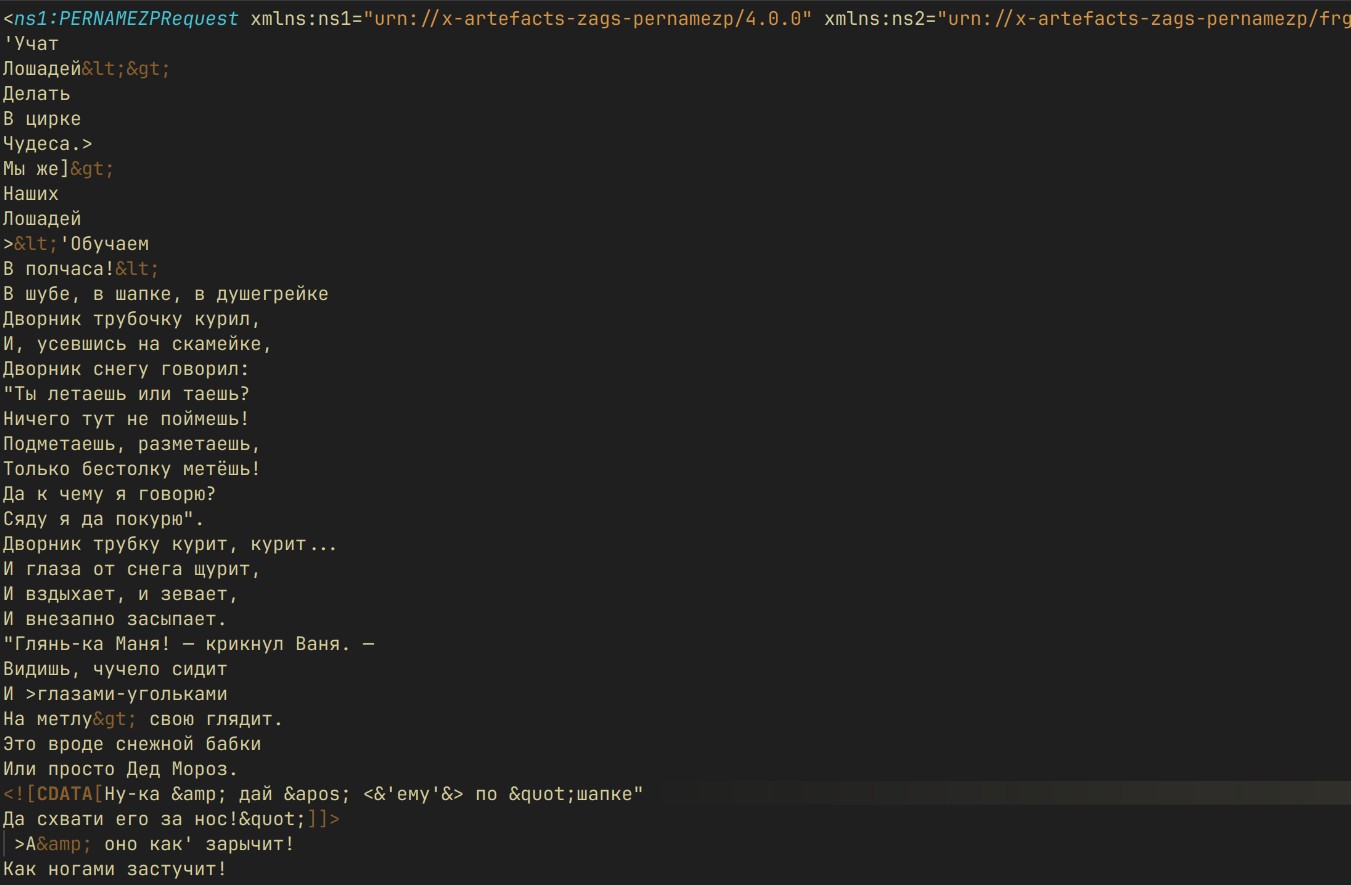 <ns1:PERNAMEZPRequest xmlns:ns1="urn://x-artefacts-zags-pernamezp/4.0.0" xmlns:ns2="urn://x-artefacts-zags-pernamezp/frg
'Учат
Лошадей&lt;&gt;
Делать
В цирке
Чудеса.>
Мы же]&gt;
Наших
Лошадей
>&lt;'Обучаем
В полчаса!&lt;
В шубе, в шапке, в душегрейке
Дворник трубочку курил,
И, усевшись на скамейке,
Дворник снегу говорил:
"Ты летаешь или таешь?
Ничего тут не поймешь!
Подметаешь, разметаешь,
Только бестолку метёшь!
Да к чему я говорю?
Сяду я да покурю".
Дворник трубку курит, курит...
И глаза от снега щурит,
И вздыхает, и зевает,
И внезапно засыпает.
"Глянь-ка Маня! — крикнул Ваня. —
Видишь, чучело сидит
И >глазами-угольками
На метлу&gt; свою глядит.
Это вроде снежной бабки
Или просто Дед Мороз.
<![CDATA[Ну-ка &amp; дай &apos; <&'ему'&> по &quot;шапке"
Да схвати его за нос!&quot;]]>
>А&amp; оно как' зарычит!
Как ногами застучит!